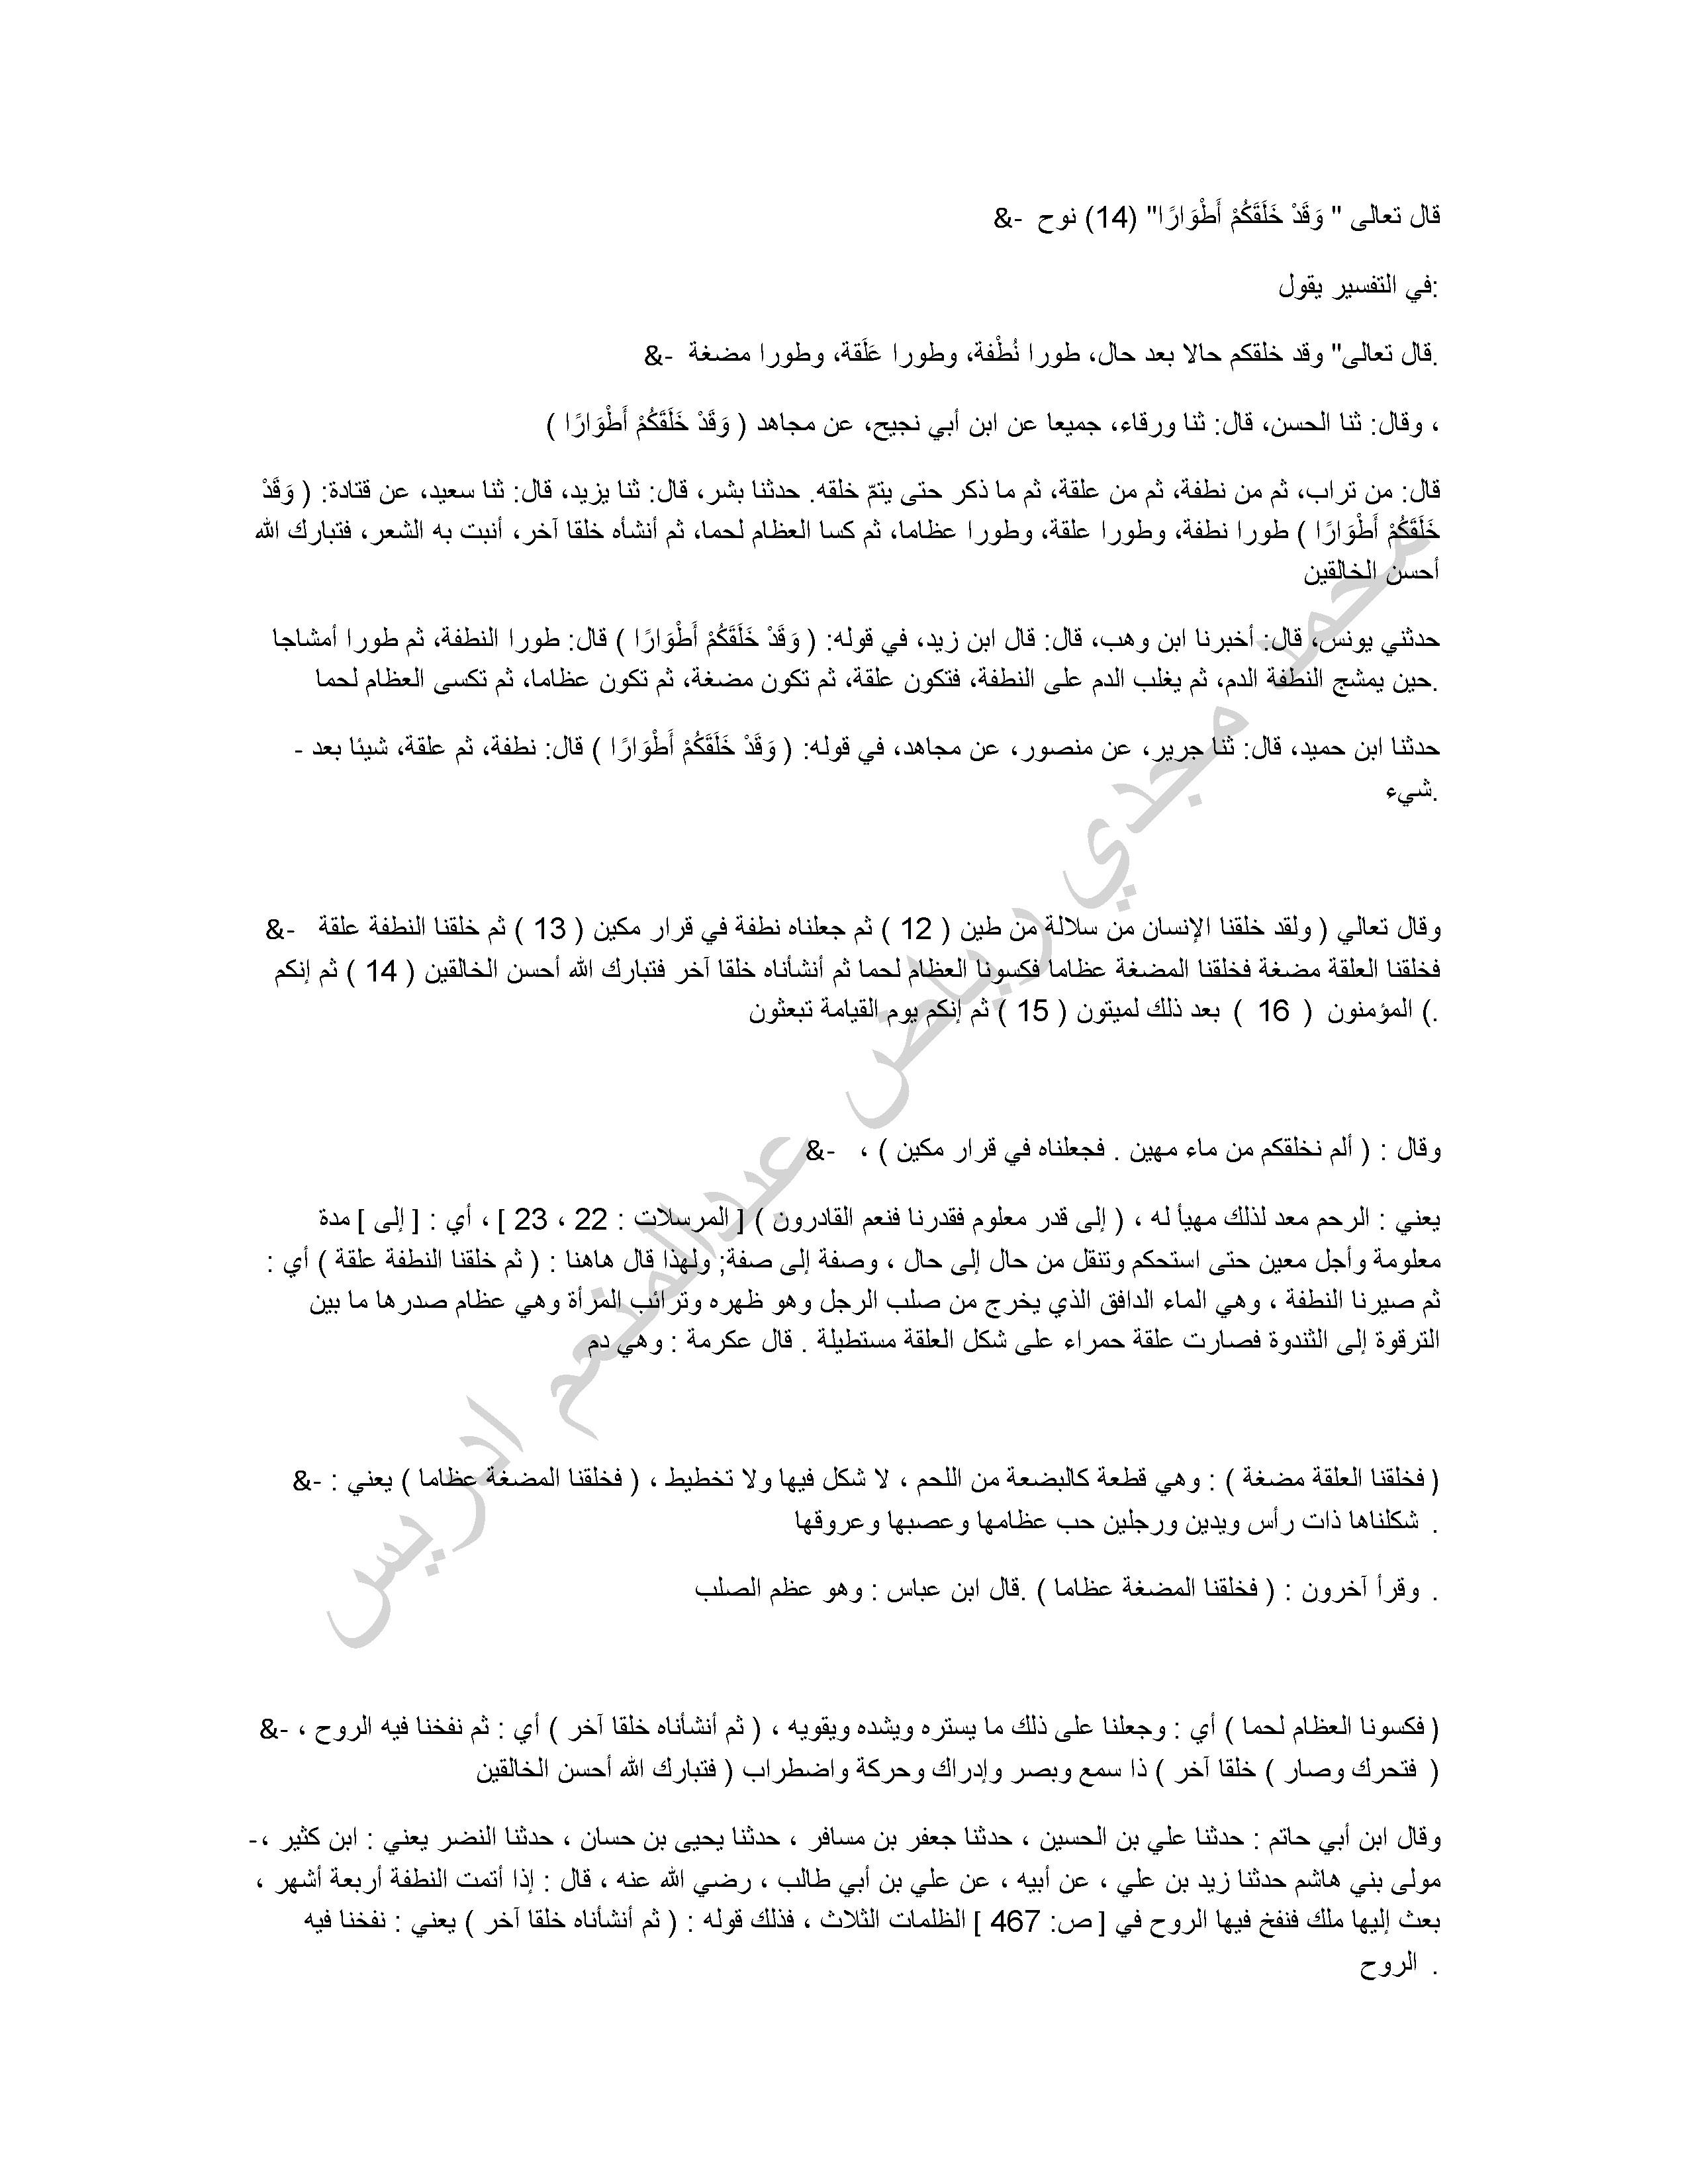 قال تعالى " وَقَدْ خَلَقَكُمْ أَطْوَارًا" (14) نوح -&
:في التفسير يقول
.قال تعالى" وقد خلقكم حالا بعد حال، طورا نُطْفة، وطورا عَلَقة، وطورا مضغة -&
، وقال: ثنا الحسن، قال: ثنا ورقاء، جميعا عن ابن أبي نجيح، عن مجاهد ( وَقَدْ خَلَقَكُمْ أَطْوَارًا )
قال: من تراب، ثم من نطفة، ثم من علقة، ثم ما ذكر حتى يتمّ خلقه. حدثنا بشر، قال: ثنا يزيد، قال: ثنا سعيد، عن قتادة: ( وَقَدْ
خَلَقَكُمْ أَطْوَارًا ) طورا نطفة، وطورا علقة، وطورا عظاما، ثم كسا العظام لحما، ثم أنشأه خلقا آخر، أنبت به الشعر، فتبارك الله
أحسن الخالقين
حدثني يونس، قال: أخبرنا ابن وهب، قال: قال ابن زيد، في قوله: ( وَقَدْ خَلَقَكُمْ أَطْوَارًا ) قال: طورا النطفة، ثم طورا أمشاجا
.حين يمشج النطفة الدم، ثم يغلب الدم على النطفة، فتكون علقة، ثم تكون مضغة، ثم تكون عظاما، ثم تكسى العظام لحما
حدثنا ابن حميد، قال: ثنا جرير، عن منصور، عن مجاهد، في قوله: ( وَقَدْ خَلَقَكُمْ أَطْوَارًا ) قال: نطفة، ثم علقة، شيئا بعد -
.شيء
وقال تعالي ( ولقد خلقنا الإنسان من سلالة من طين ( 12 ) ثم جعلناه نطفة في قرار مكين ( 13 ) ثم خلقنا النطفة علقة -&
فخلقنا العلقة مضغة فخلقنا المضغة عظاما فكسونا العظام لحما ثم أنشأناه خلقا آخر فتبارك الله أحسن الخالقين ( 14 ) ثم إنكم
.) المؤمنون ( 16 ) بعد ذلك لميتون ( 15 ) ثم إنكم يوم القيامة تبعثون
وقال : ( ألم نخلقكم من ماء مهين . فجعلناه في قرار مكين ) ، -&
يعني : الرحم معد لذلك مهيأ له ، ( إلى قدر معلوم فقدرنا فنعم القادرون ) [ المرسلات : 22 ، 23 ] ، أي : [ إلى ] مدة
معلومة وأجل معين حتى استحكم وتنقل من حال إلى حال ، وصفة إلى صفة; ولهذا قال هاهنا : ( ثم خلقنا النطفة علقة ) أي :
ثم صيرنا النطفة ، وهي الماء الدافق الذي يخرج من صلب الرجل وهو ظهره وترائب المرأة وهي عظام صدرها ما بين
الترقوة إلى الثندوة فصارت علقة حمراء على شكل العلقة مستطيلة . قال عكرمة : وهي دم
( فخلقنا العلقة مضغة ) : وهي قطعة كالبضعة من اللحم ، لا شكل فيها ولا تخطيط ، ( فخلقنا المضغة عظاما ) يعني : -&
. شكلناها ذات رأس ويدين ورجلين حب عظامها وعصبها وعروقها
. وقرأ آخرون : ( فخلقنا المضغة عظاما ) .قال ابن عباس : وهو عظم الصلب
( فكسونا العظام لحما ) أي : وجعلنا على ذلك ما يستره ويشده ويقويه ، ( ثم أنشأناه خلقا آخر ) أي : ثم نفخنا فيه الروح ، -&
( فتحرك وصار ) خلقا آخر ) ذا سمع وبصر وإدراك وحركة واضطراب ( فتبارك الله أحسن الخالقين
وقال ابن أبي حاتم : حدثنا علي بن الحسين ، حدثنا جعفر بن مسافر ، حدثنا يحيى بن حسان ، حدثنا النضر يعني : ابن كثير ،-
مولى بني هاشم حدثنا زيد بن علي ، عن أبيه ، عن علي بن أبي طالب ، رضي الله عنه ، قال : إذا أتمت النطفة أربعة أشهر ،
بعث إليها ملك فنفخ فيها الروح في [ ص: 467 ] الظلمات الثلاث ، فذلك قوله : ( ثم أنشأناه خلقا آخر ) يعني : نفخنا فيه
. الروح
محمد مجدي رياض عبدالمنعم ادريس